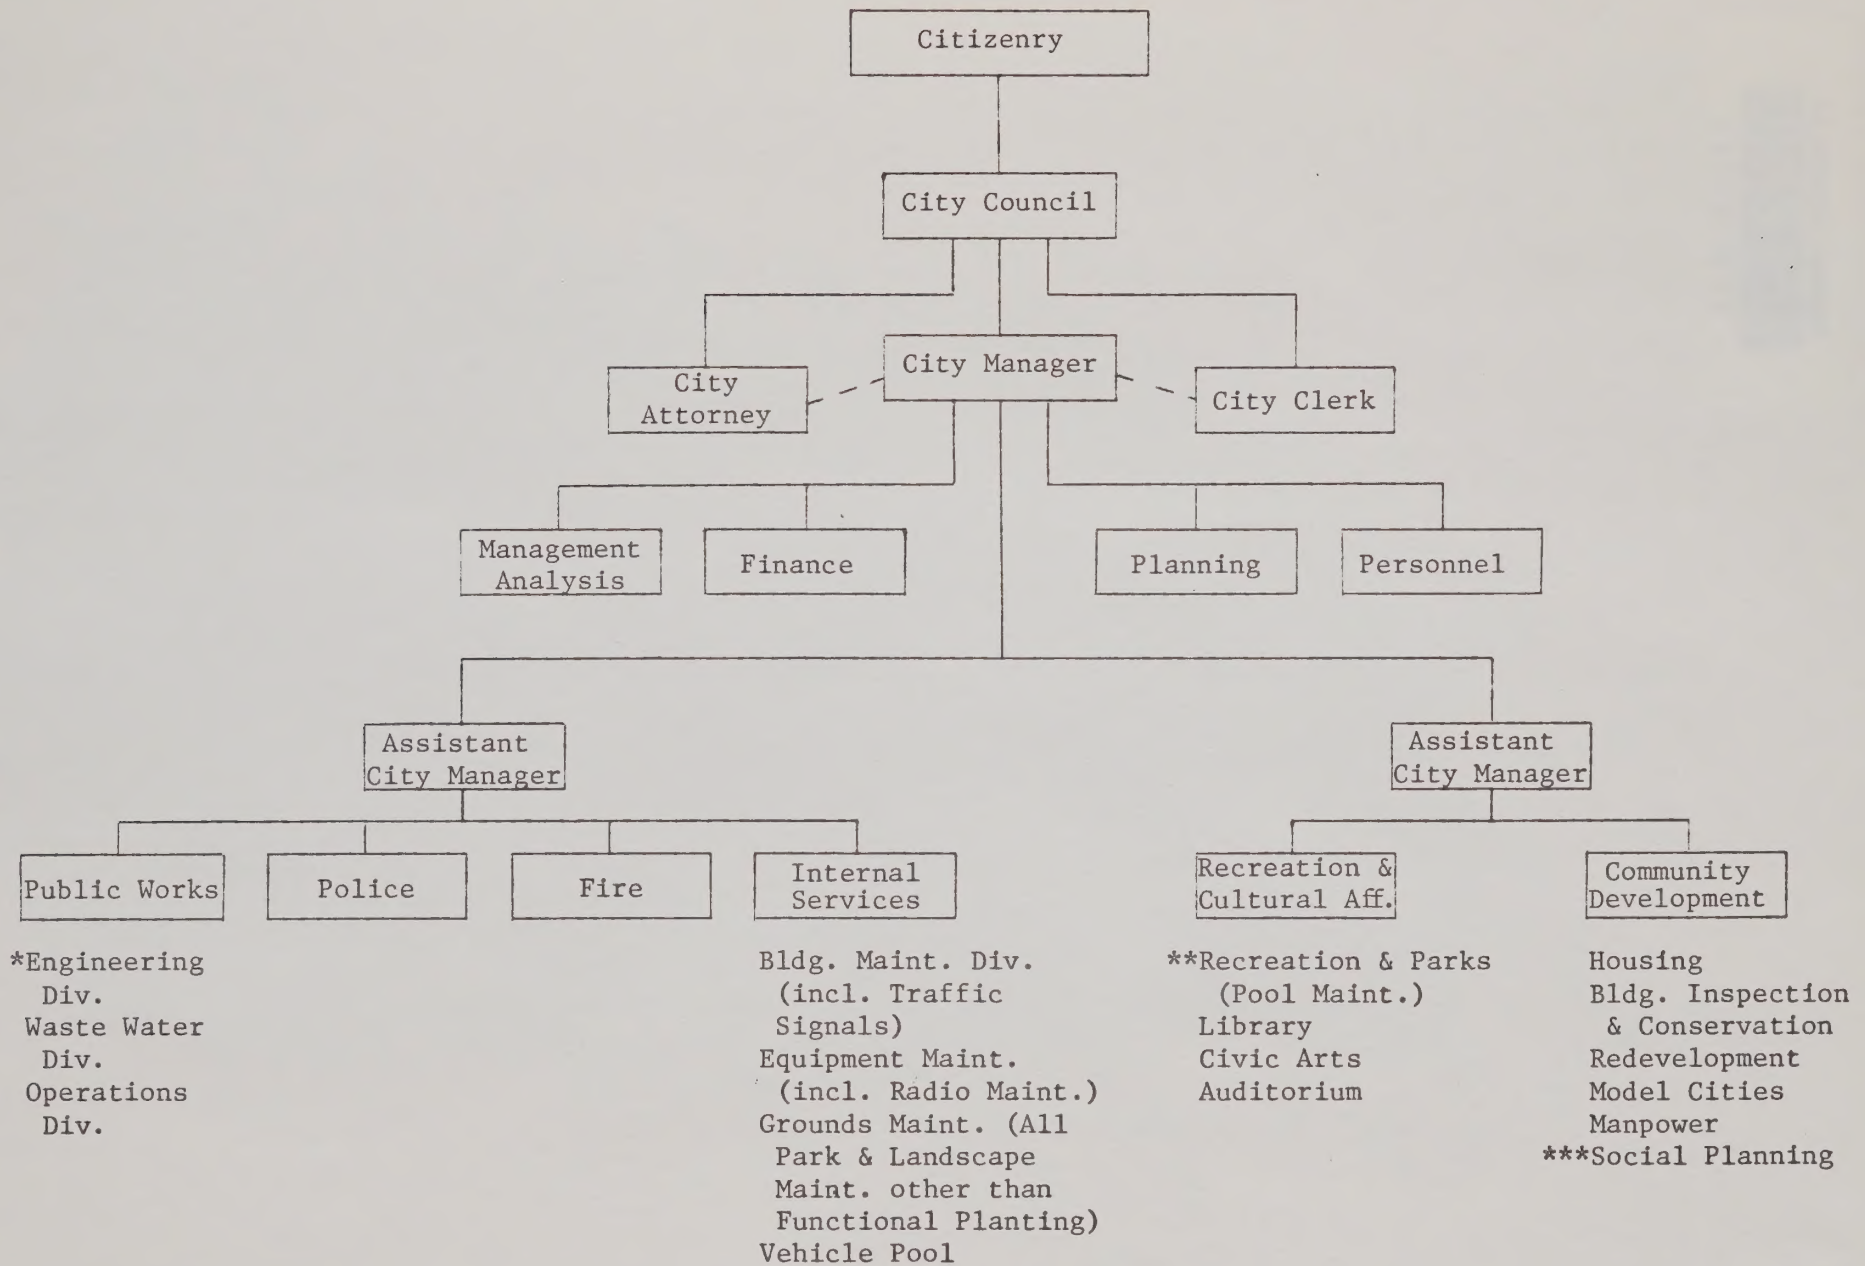 Citizenry
City Council
City Manager
City
Attorney
City Clerk
Management
Analysis
Finance
Planning
Personnel
Assistant
City Manager
Assistant
City Manager
Public Works
Police
Fire
Internal
Services
Recreation &
Cultural Aff.
Community
Development
*Engineering
Div.
Waste Water
Div.
Operations
Div.
Bldg. Maint. Div.
(incl. Traffic
Signals)
Equipment Maint.
(incl. Radio Maint.)
Grounds Maint. (All
Park & Landscape
Maint. other than
Functional Planting)
Vehicle Pool
**Recreation & Parks
(Pool Maint.)
Library
Civic Arts
Auditorium
Housing
Bldg. Inspection
& Conservation
Redevelopment
Model Cities
Manpower
***Social Planning